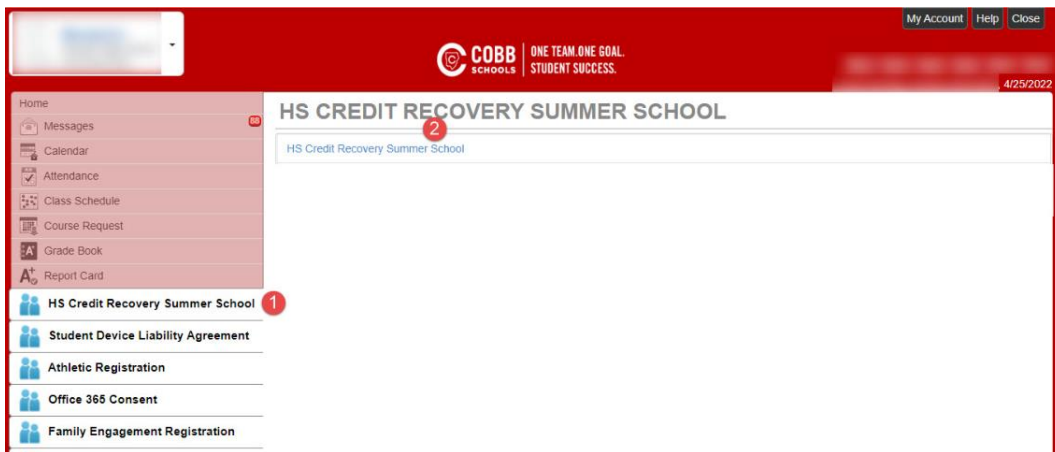 My Account Help Close
COBB SCHOOLS
ONE TEAM.ONE GOAL.
STUDENT SUCCESS.
4/25/2022
Home
Messages
Calendar
Attendance
Class Schedule
Course Request
Grade Book
Report Card
HS Credit Recovery Summer School 1
Student Device Liability Agreement
Athletic Registration
Office 365 Consent
Family Engagement Registration
HS CREDIT RECOVERY SUMMER SCHOOL
2
HS Credit Recovery Summer School